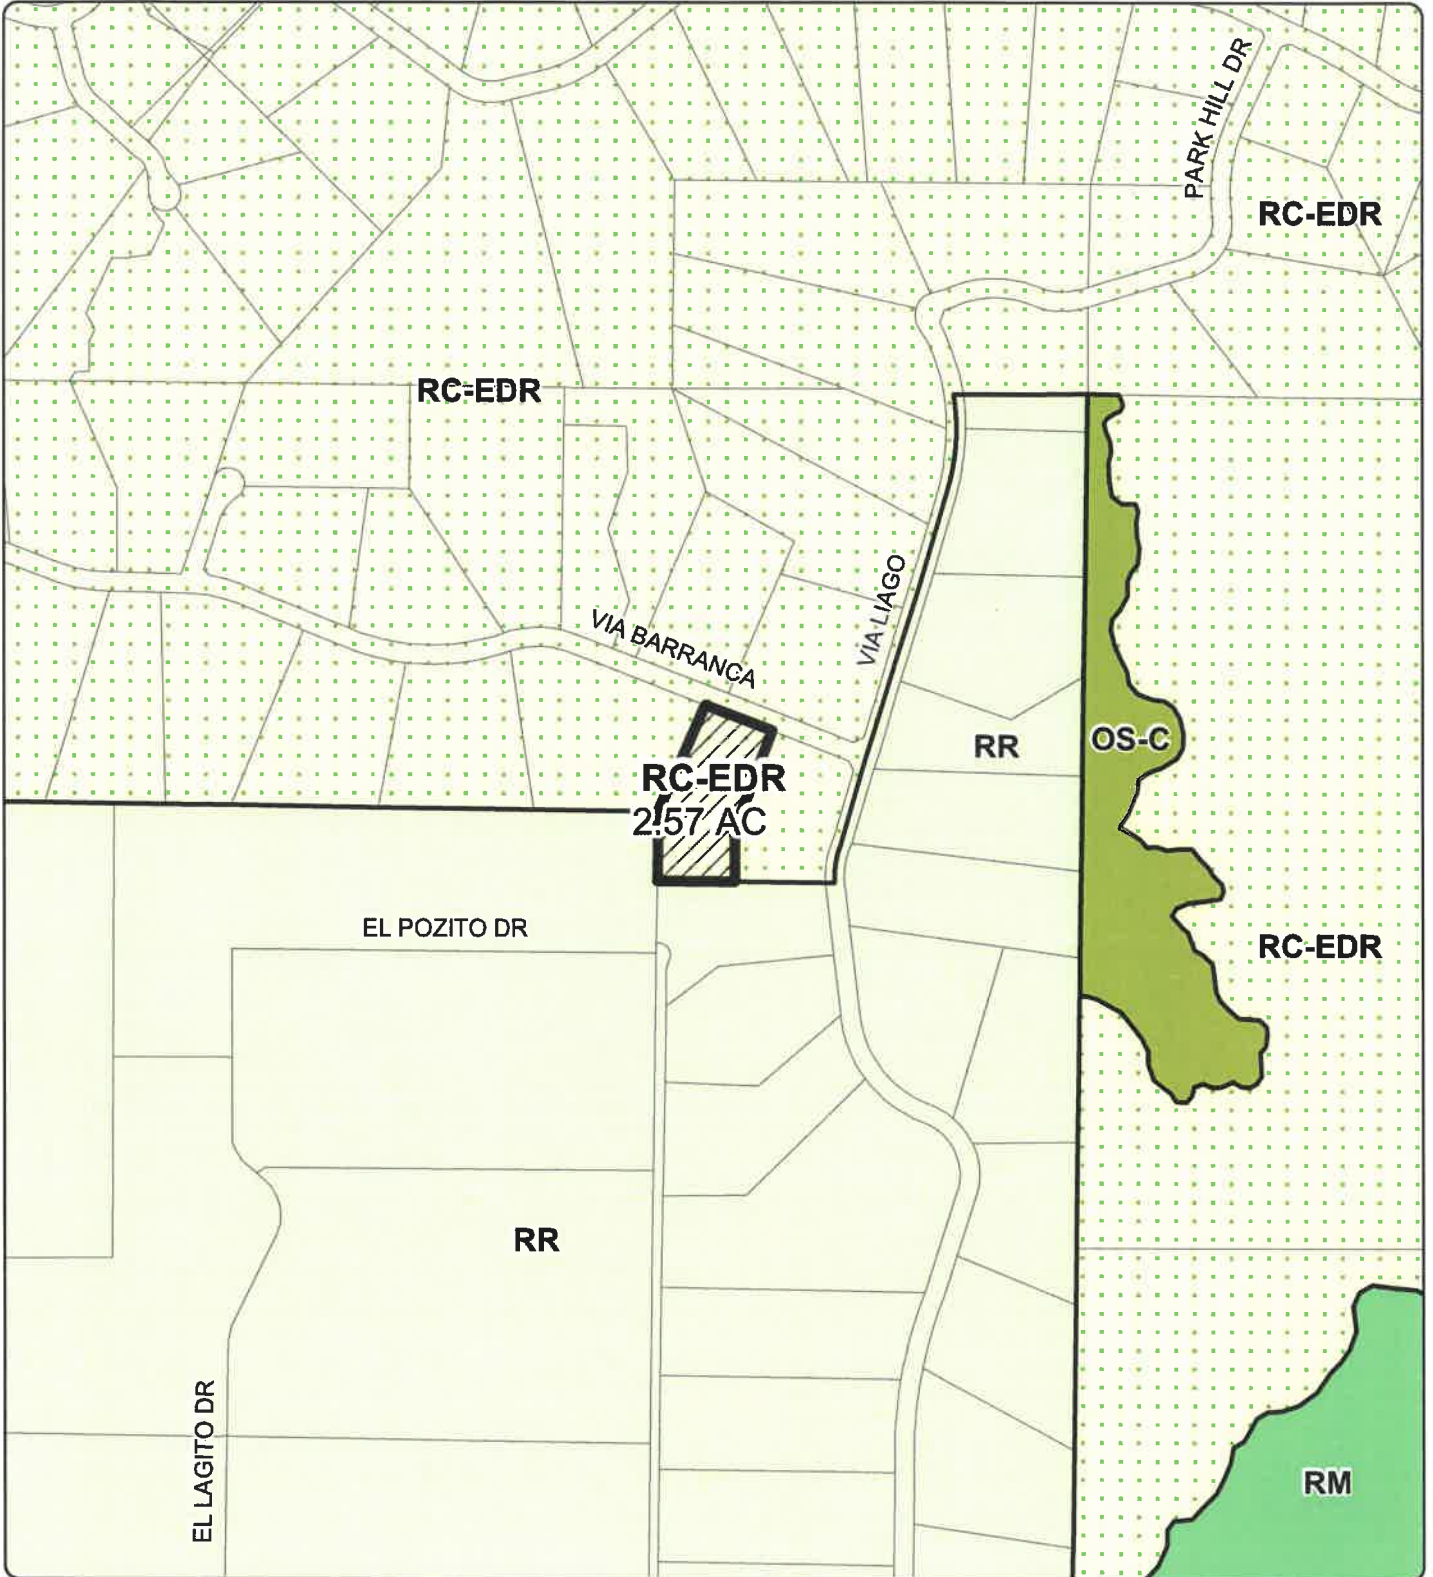 PARK HILL DR
RC-EDR
RC-EDR
VIA LIAGO
VIA BARRANCA
RR
OS-C
RC-EDR
2.57 AC
EL POZITO DR
RC-EDR
RR
EL LAGITO DR
RM